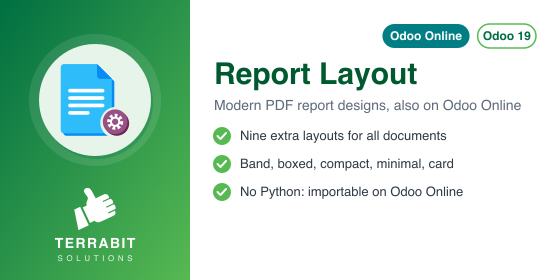 Odoo Online
Odoo 19
Report Layout
Modern PDF report designs, also on Odoo Online
Nine extra layouts for all documents
Band, boxed, compact, minimal, card
No Python: importable on Odoo Online
TERRABIT
SOLUTIONS